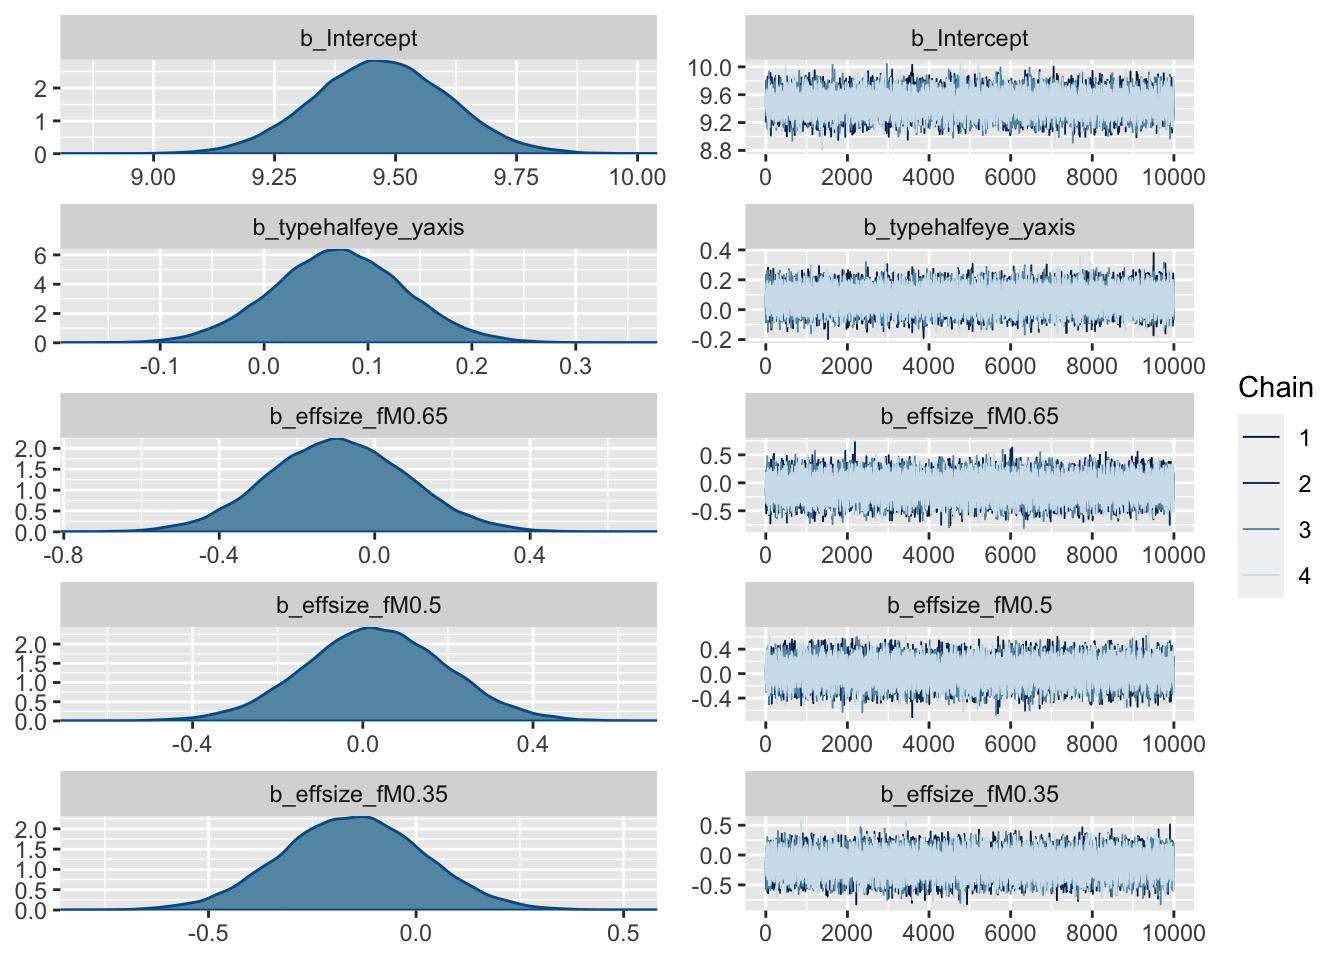 b_Intercept
2
1
0
9.00 9.25 9.50 9.75 10.00
b_Intercept
10.0
9.6
9.2
8.8
0 2000 4000 6000 8000 10000
b_typehalfeye_yaxis
6
4
2
0
-0.1 0.0 0.1 0.2 0.3
b_typehalfeye_yaxis
0.4
0.2
0.0
-0.2
0 2000 4000 6000 8000 10000
b_effsize_fM0.65
2.0
1.5
1.0
0.5
0.0
-0.8 -0.4 0.0 0.4
b_effsize_fM0.65
0.5
0.0
-0.5
0 2000 4000 6000 8000 10000
b_effsize_fM0.5
2.0
1.5
1.0
0.5
0.0
-0.4 0.0 0.4
b_effsize_fM0.5
0.4
0.0
-0.4
0 2000 4000 6000 8000 10000
b_effsize_fM0.35
2.0
1.5
1.0
0.5
0.0
-0.5 0.0 0.5
b_effsize_fM0.35
0.5
0.0
-0.5
0 2000 4000 6000 8000 10000
Chain
1
2
3
4